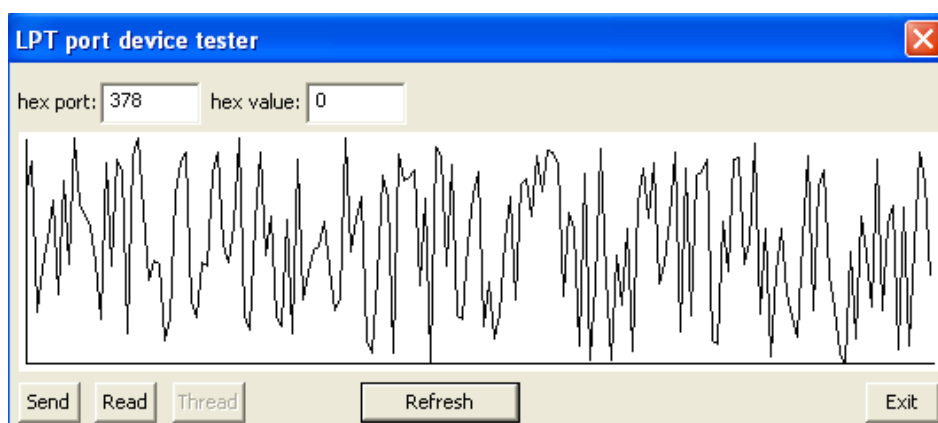 LPT port device tester
hex port: 378 hex value: 0
Send Read Thread Refresh Exit